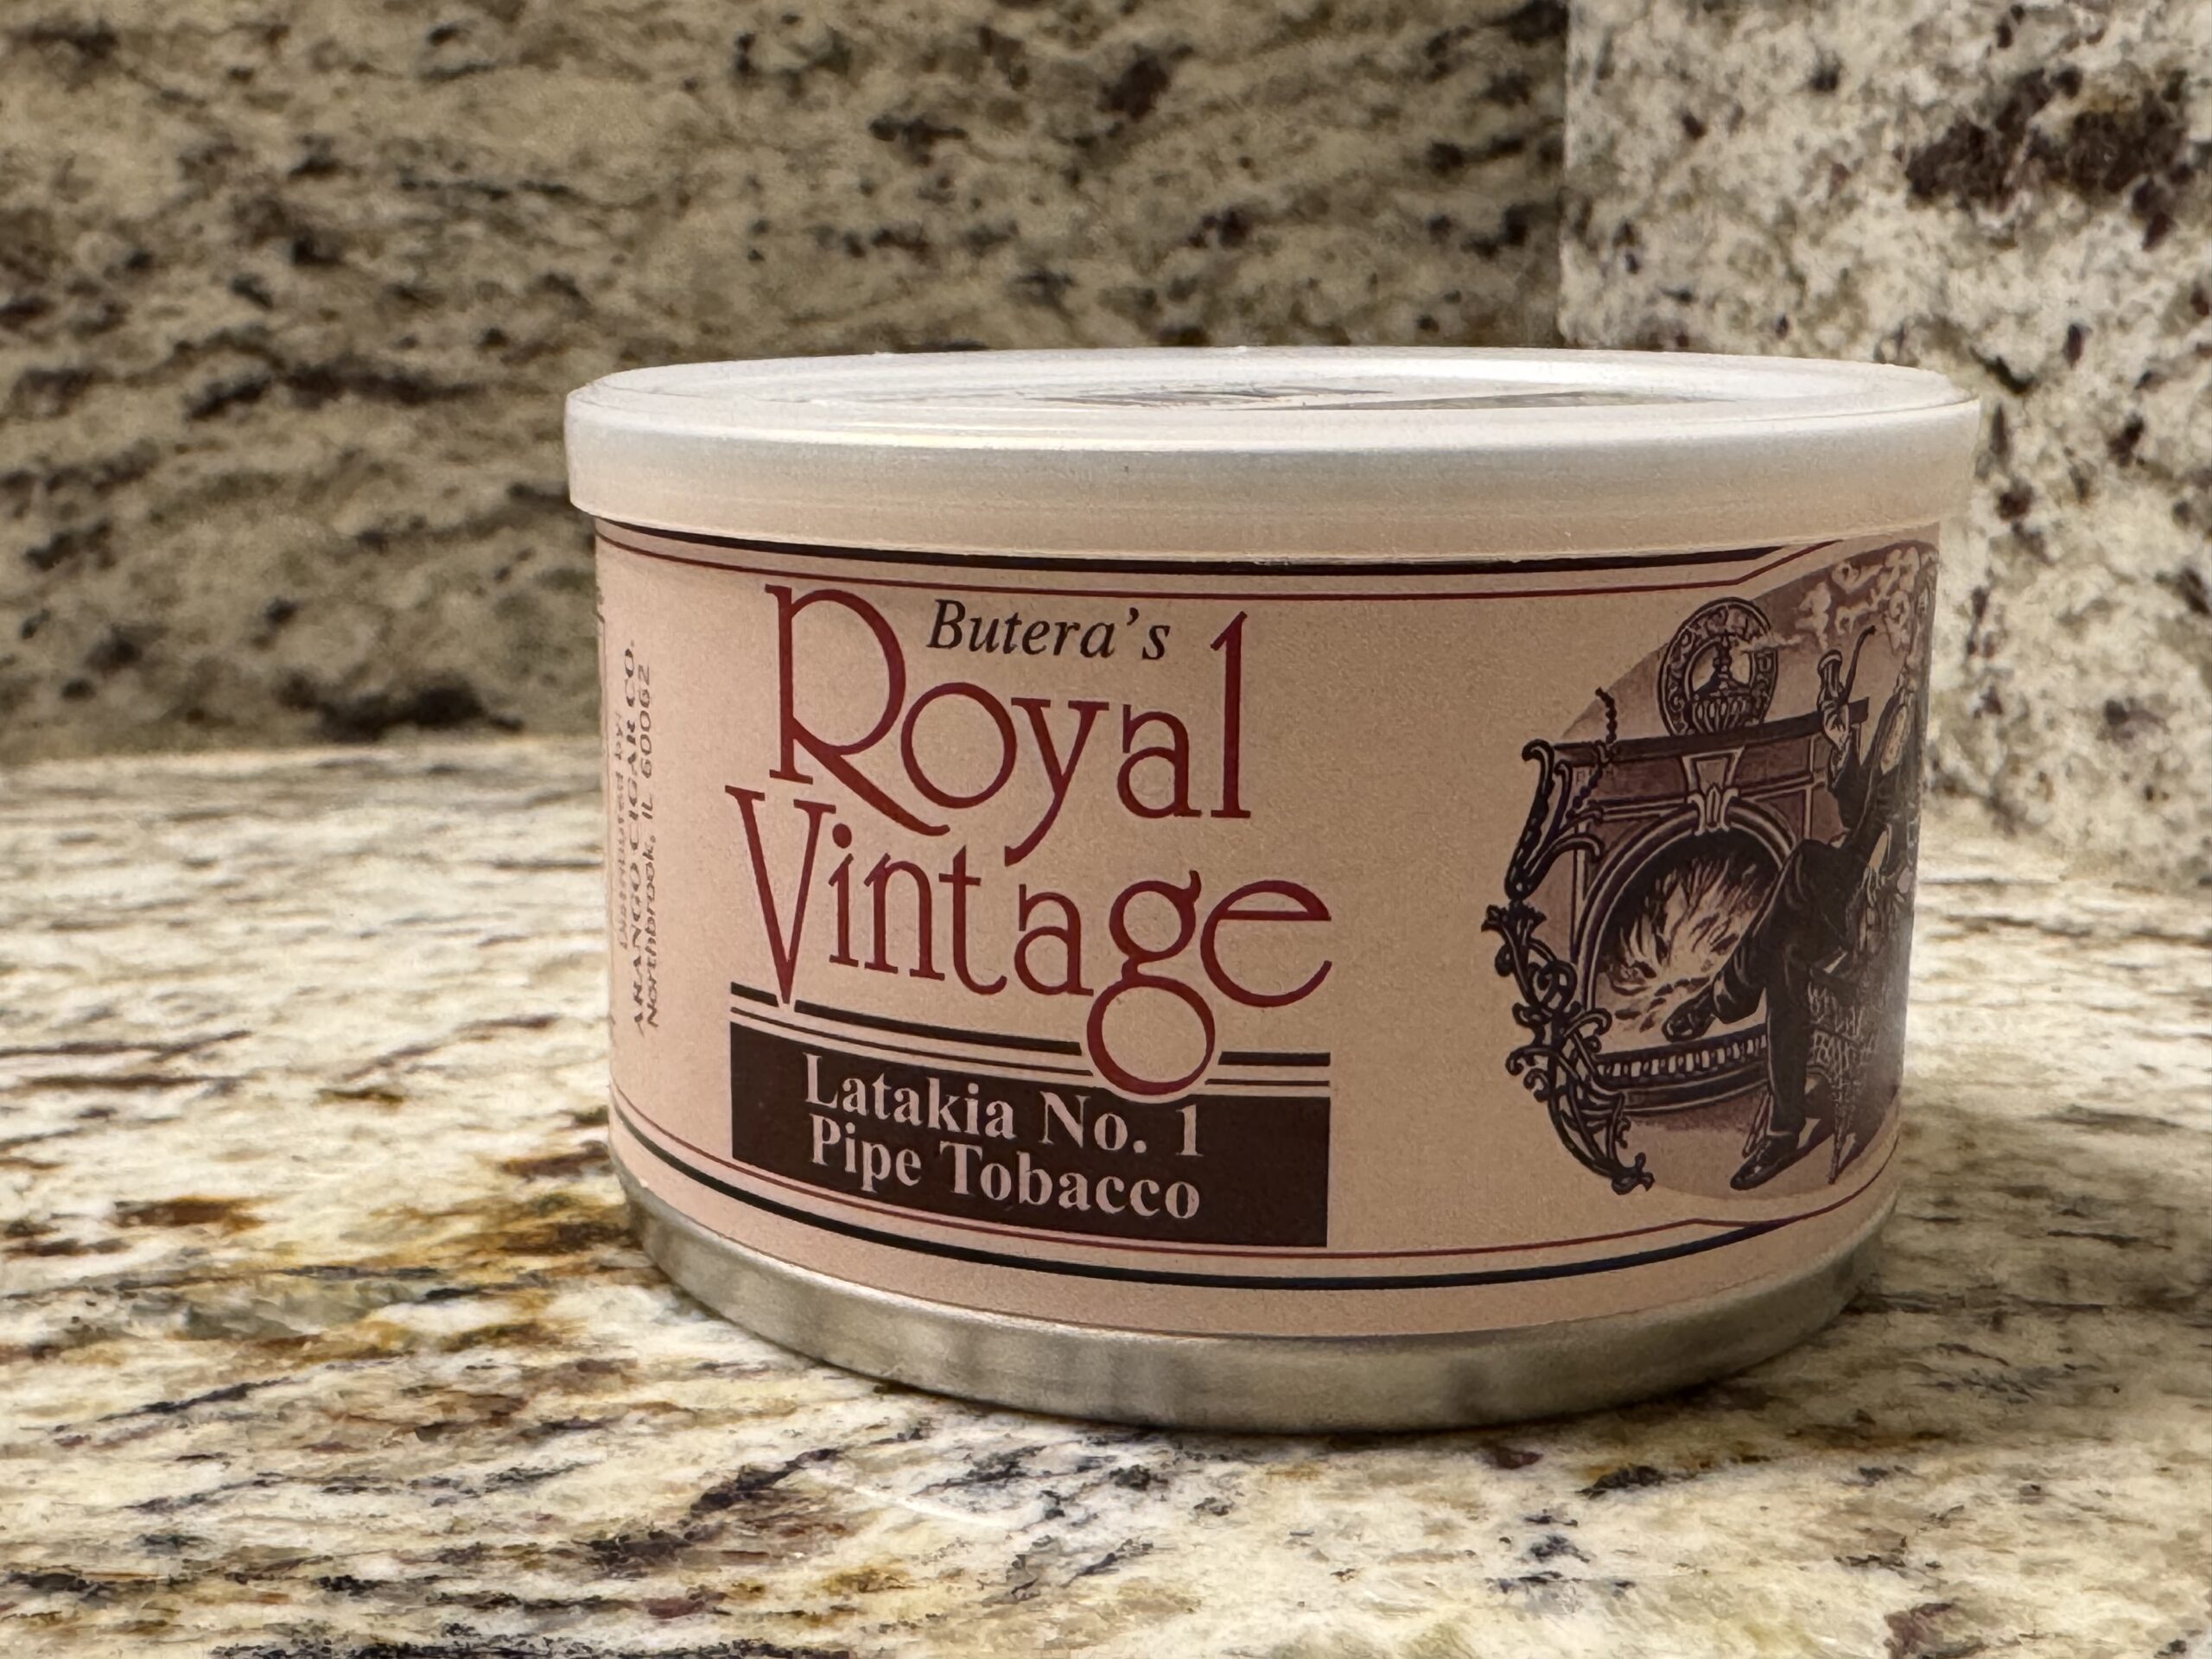 Butera's
Royal
Vintage
Latakia No. 1
Pipe Tobacco
Distributed by:
ARANGO CIGAR CO.
Northbrook, IL 60062